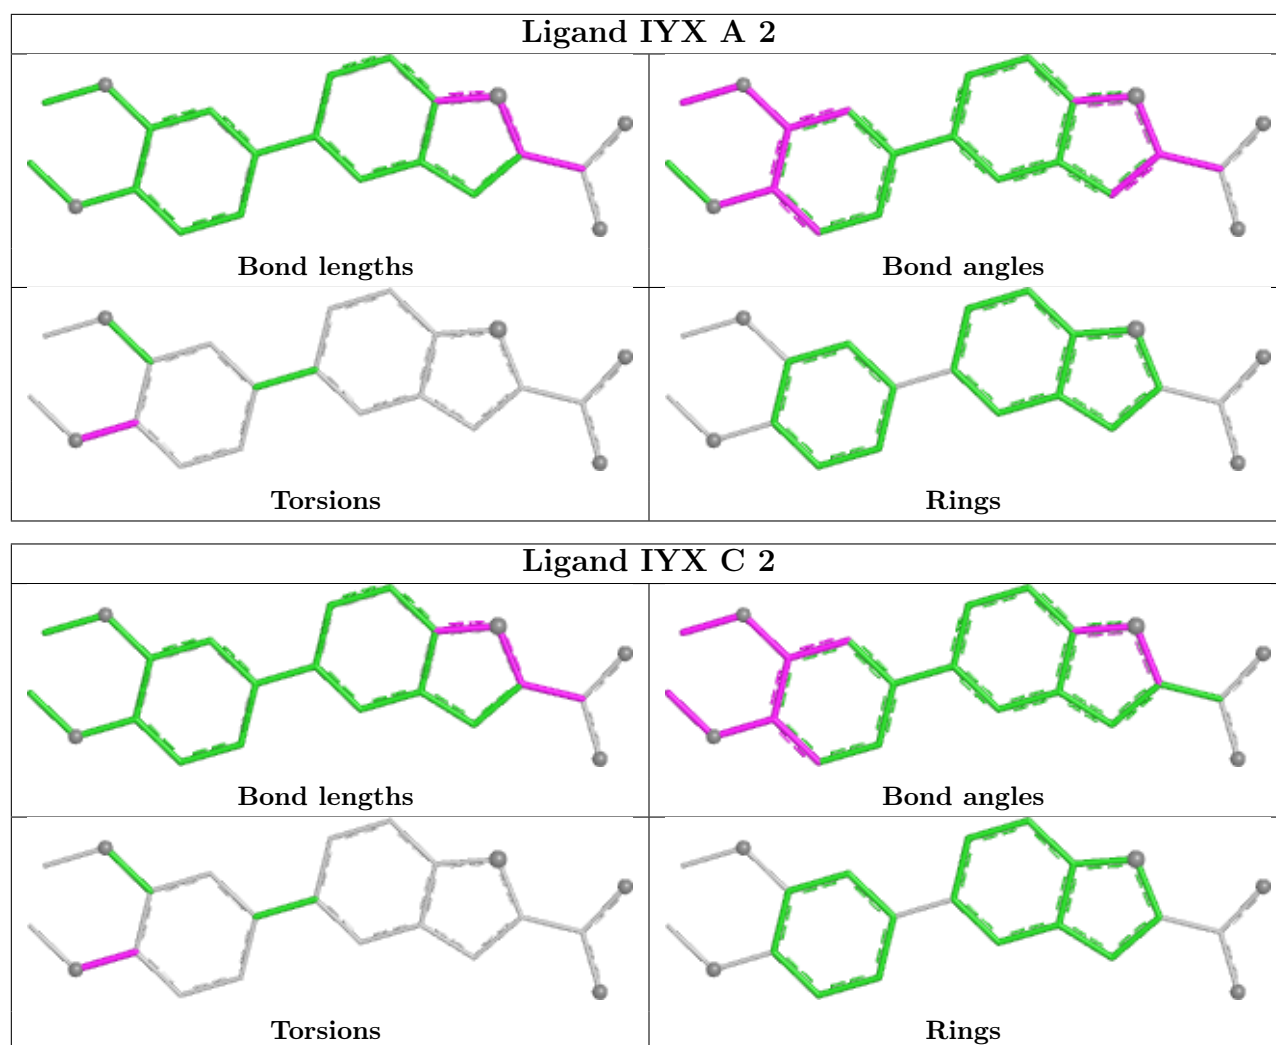 Ligand IYX A 2
Bond lengths
Bond angles
Torsions
Rings
Ligand IYX C 2
Bond lengths
Bond angles
Torsions
Rings